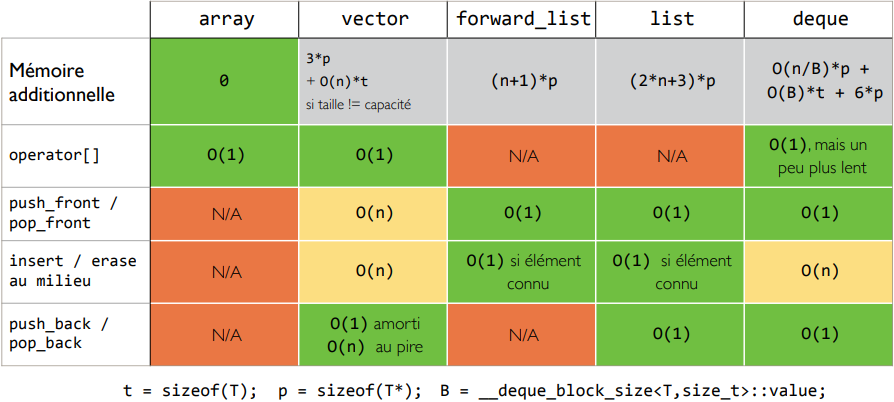 array vector forward_list list deque
Mémoire
additionnelle
0
3*p
+ O(n)*t
si taille != capacité
(n+1)*p
(2*n+3)*p
O(n/B)*p +
O(B)*t + 6*p
operator[]
O(1)
O(1)
N/A
N/A
O(1), mais un
peu plus lent
push_front /
pop_front
N/A
O(n)
O(1)
O(1)
O(1)
insert / erase
au milieu
N/A
O(n)
O(1) si élément
connu
O(1) si élément
connu
O(n)
push_back /
pop_back
N/A
O(1) amorti
O(n) au pire
N/A
O(1)
O(1)
t = sizeof(T); p = sizeof(T*); B = __deque_block_size<T,size_t>::value;